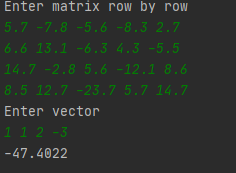 Enter matrix row by row
5.7 -7.8 -5.6 -8.3 2.7
6.6 13.1 -6.3 4.3 -5.5
14.7 -2.8 5.6 -12.1 8.6
8.5 12.7 -23.7 5.7 14.7
Enter vector
1 1 2 -3
-47.4022